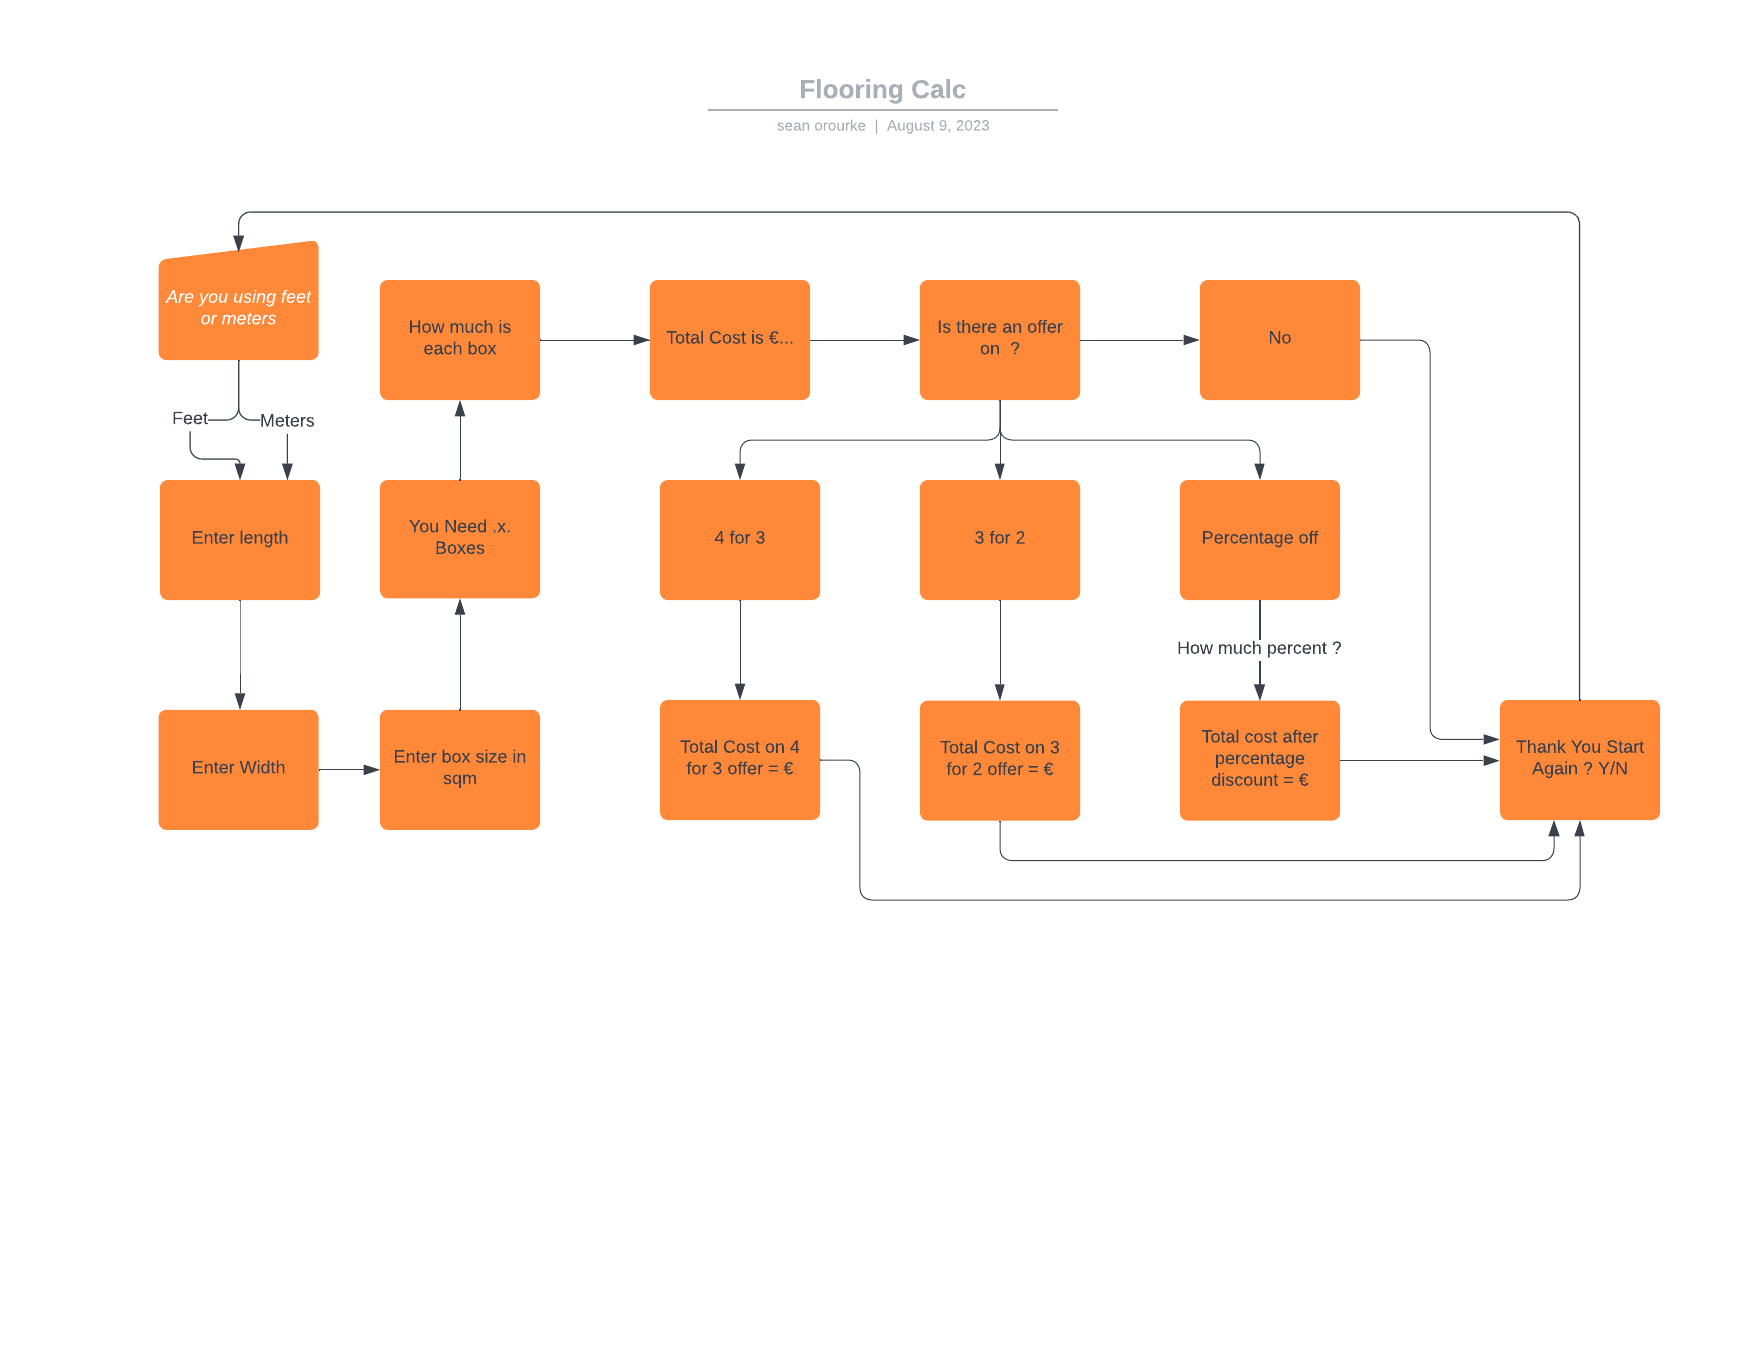 Flooring Calc
sean orourke | August 9, 2023
Are you using feet
or meters
Feet
Meters
Enter length
Enter Width
Enter box size in
sqm
You Need .x.
Boxes
How much is
each box
Total Cost is €...
Is there an offer
on ?
No
4 for 3
3 for 2
Percentage off
How much percent ?
Total Cost on 4
for 3 offer = €
Total Cost on 3
for 2 offer = €
Total cost after
percentage
discount = €
Thank You Start
Again ? Y/N